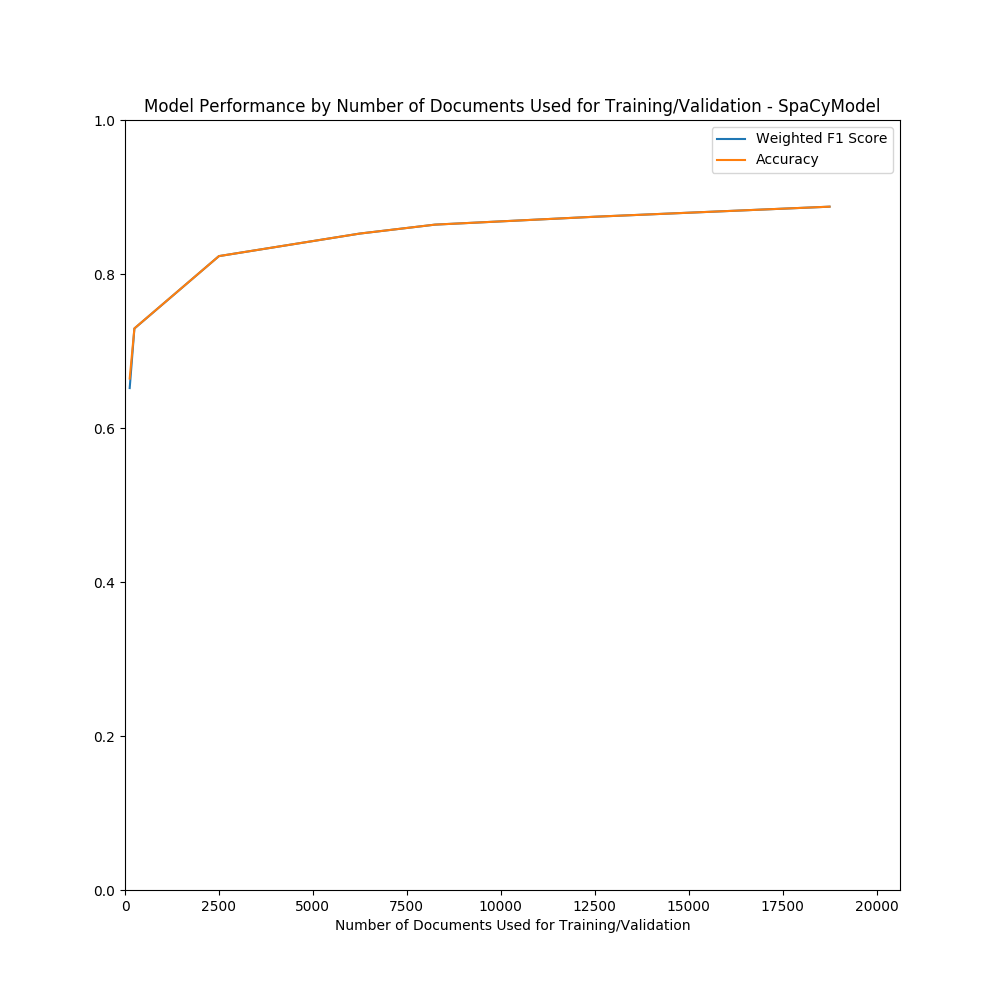 Model Performance by Number of Documents Used for Training/Validation - SpaCyModel
1.0
Weighted F1 Score
Accuracy
0.8
0.6
0.4
0.2
0.0
0 2500 5000 7500 10000 12500 15000 17500 20000
Number of Documents Used for Training/Validation